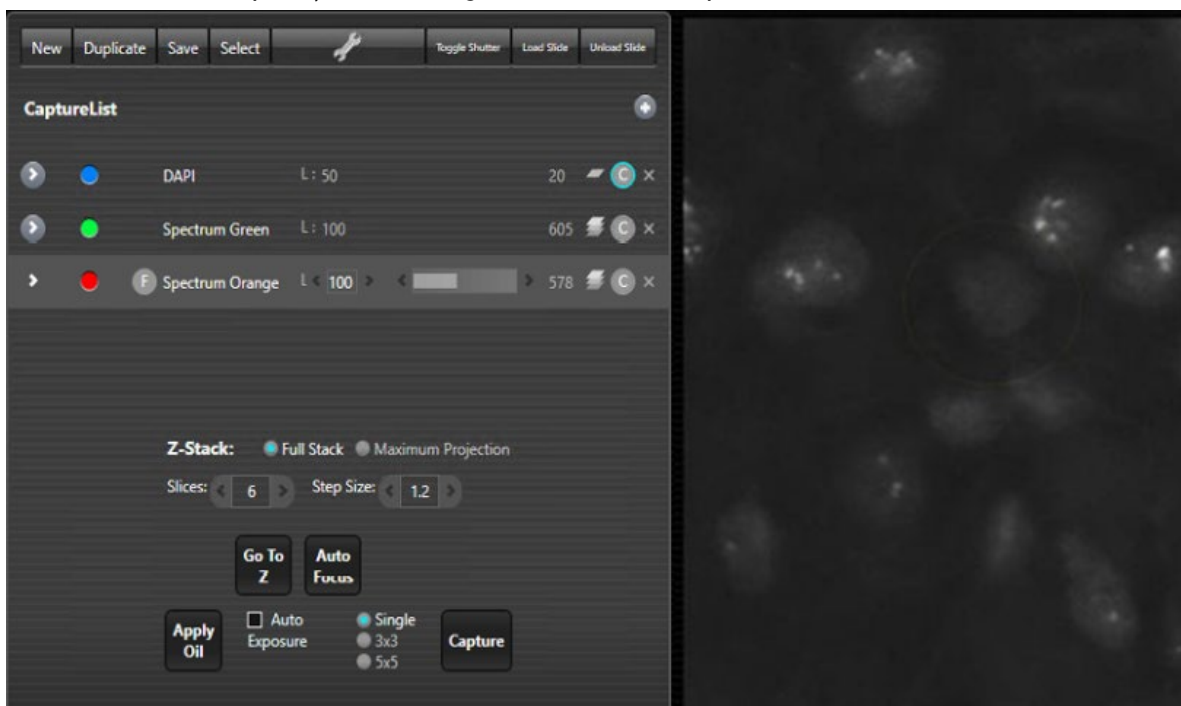 New Duplicate Save Select Toggle Shutter Load Slide Unload Slide
CaptureList
DAPI L: 50 20 C ×
Spectrum Green L: 100 605 C ×
F Spectrum Orange L < 100 > < > 578 C ×
Z-Stack: Full Stack Maximum Projection
Slices: < 6 > Step Size: < 1.2 >
Go To Z
Auto Focus
Apply Oil
Auto Exposure
Single
3x3
5x5
Capture